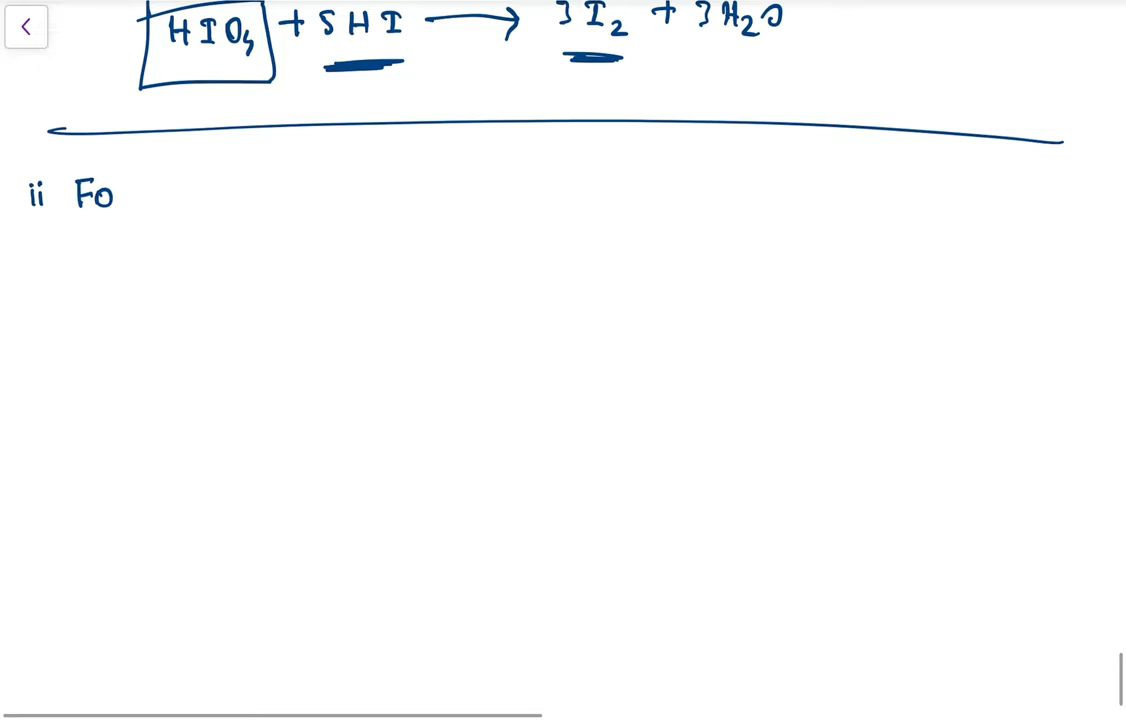 HIO₃ + 5HI ⟶ 3I₂ + 3H₂O
ii Fo